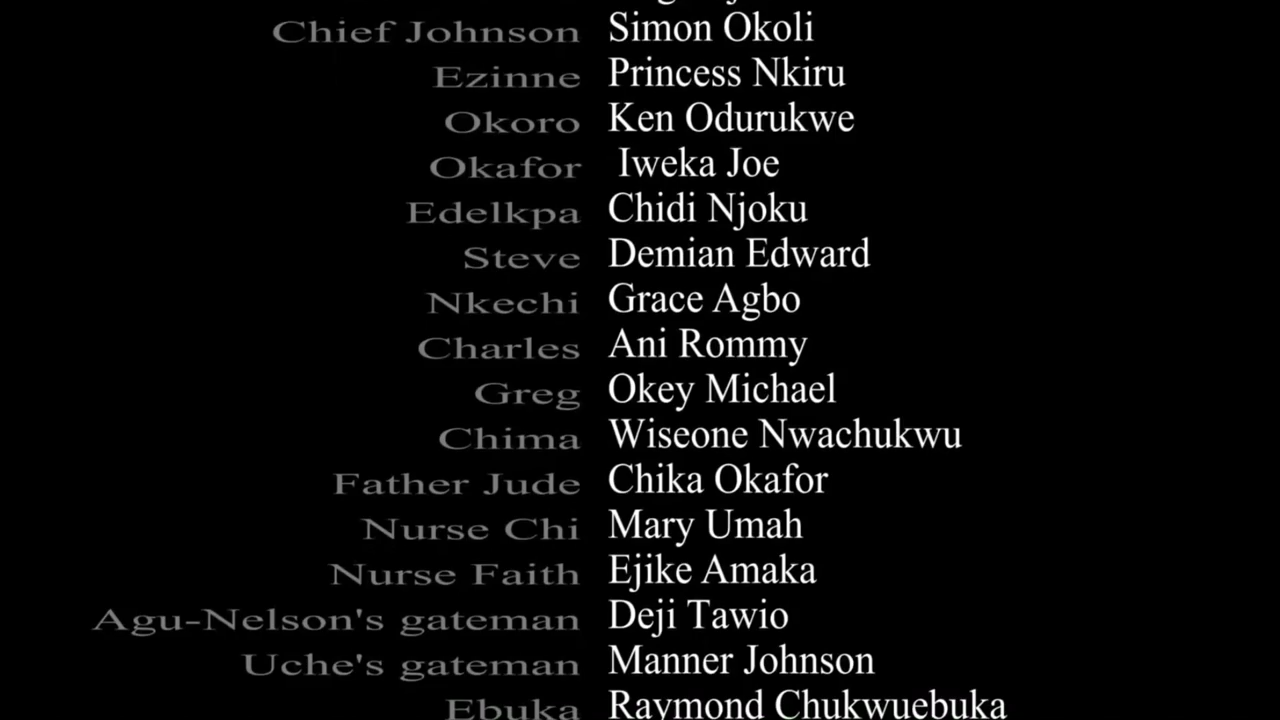 Chief Johnson Simon Okoli
Ezinne Princess Nkiru
Okoro Ken Odurukwe
Okafor Iweka Joe
Edelkpa Chidi Njoku
Steve Demian Edward
Nkechi Grace Agbo
Charles Ani Rommy
Greg Okey Michael
Chima Wiseone Nwachukwu
Father Jude Chika Okafor
Nurse Chi Mary Umah
Nurse Faith Ejike Amaka
Agu-Nelson's gateman Deji Tawio
Uche's gateman Manner Johnson
Ebuka Raymond Chukwuebuka